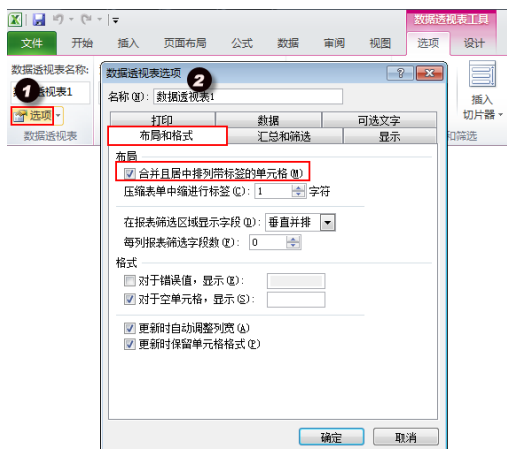 数据透视表工具
文件 开始 插入 页面布局 公式 数据 审阅 视图 选项 设计
数据透视表名称:
视表1
选项
数据透视表
插入
切片器
和筛选
1
2
数据透视表选项
名称(N): 数据透视表1
打印 数据 可选文字
布局和格式 汇总和筛选 显示
布局
合并且居中排列带标签的单元格(M)
压缩表单中缩进行标签(C): 1 字符
在报表筛选区域显示字段(D): 垂直并排
每列报表筛选字段数(F): 0
格式
对于错误值，显示(E):
对于空单元格，显示(S):
更新时自动调整列宽(A)
更新时保留单元格格式(P)
确定 取消